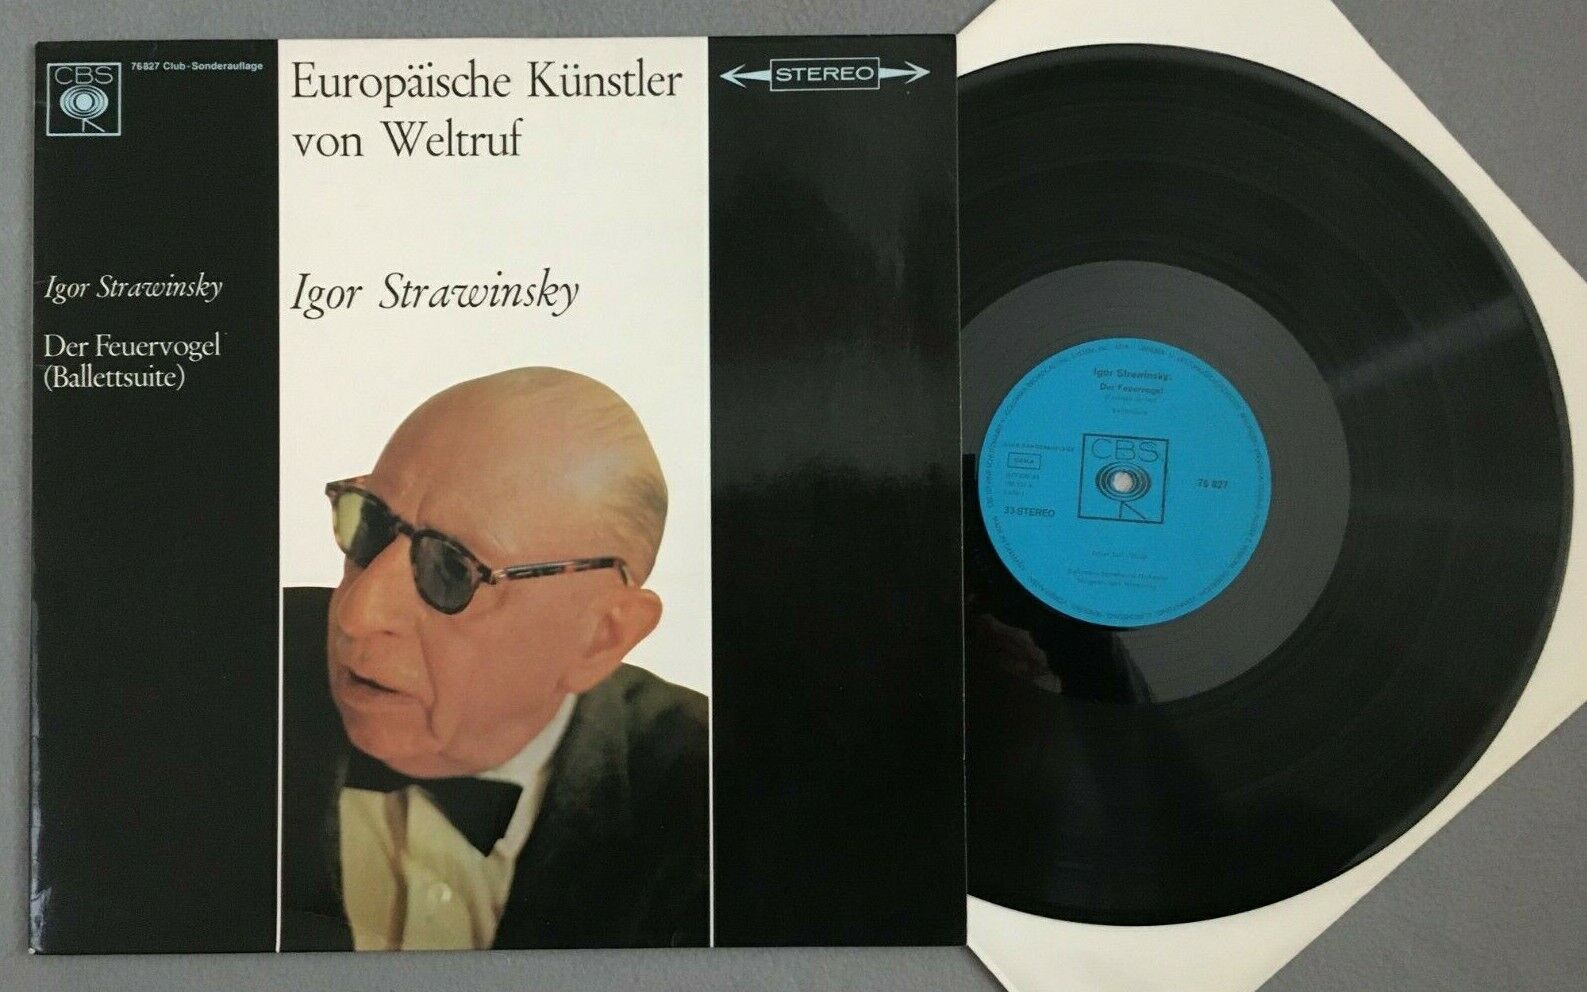 CBS
76827 Club-Sonderauflage
Igor Strawinsky
Der Feuervogel
(Ballettsuite)
Europäische Künstler
von Weltruf
Igor Strawinsky
STEREO
Igor Strawinsky:
Der Feuervogel
CBS
GEMA
76 827
33 STEREO